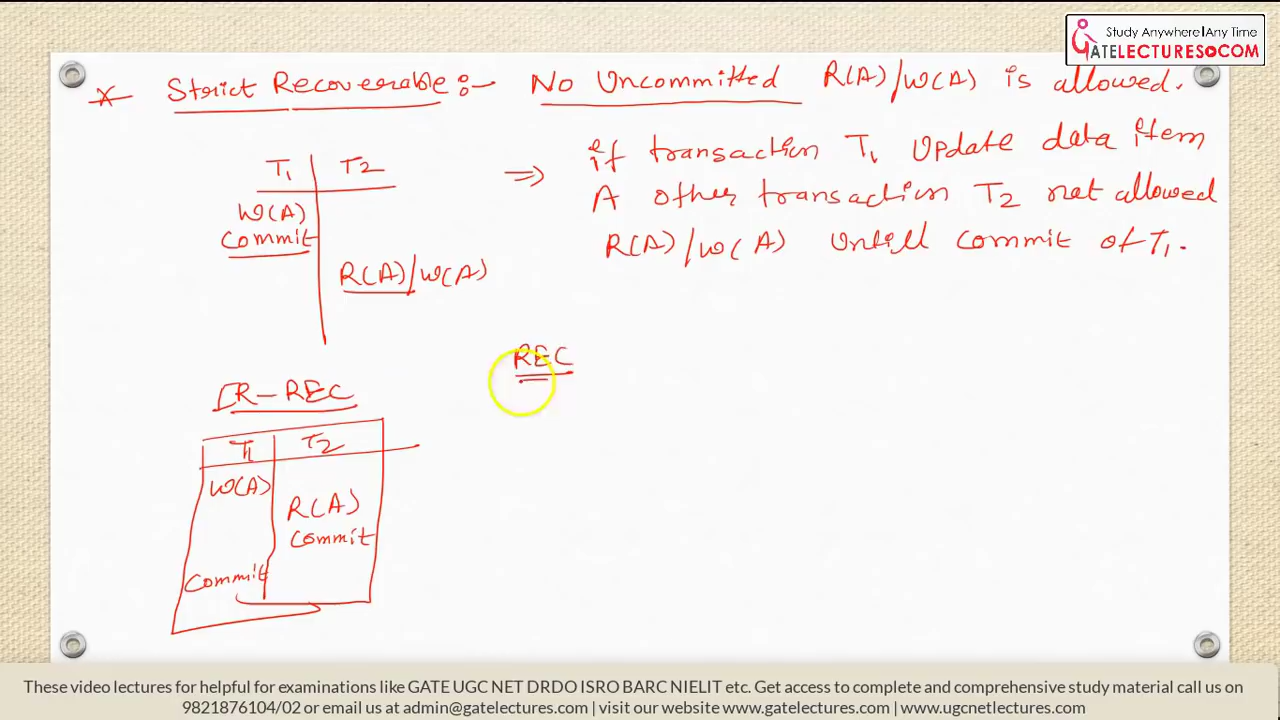 Study Anywhere|Any Time
GATELECTURES.COM
* Strict Recoverable :- No Uncommitted R(A)/W(A) is allowed.
T1 | T2
W(A)
Commit
R(A)/W(A)
⇒ if transaction T1 Update data item
A other transaction T2 not allowed
R(A)/W(A) Untill Commit of T1.
IR-REC
T1 | T2
W(A)
R(A)
Commit
Commit
REC
These video lectures for helpful for examinations like GATE UGC NET DRDO ISRO BARC NIELIT etc. Get access to complete and comprehensive study material call us on
9821876104/02 or email us at admin@gatelectures.com | visit our website www.gatelectures.com | www.ugcnetlectures.com